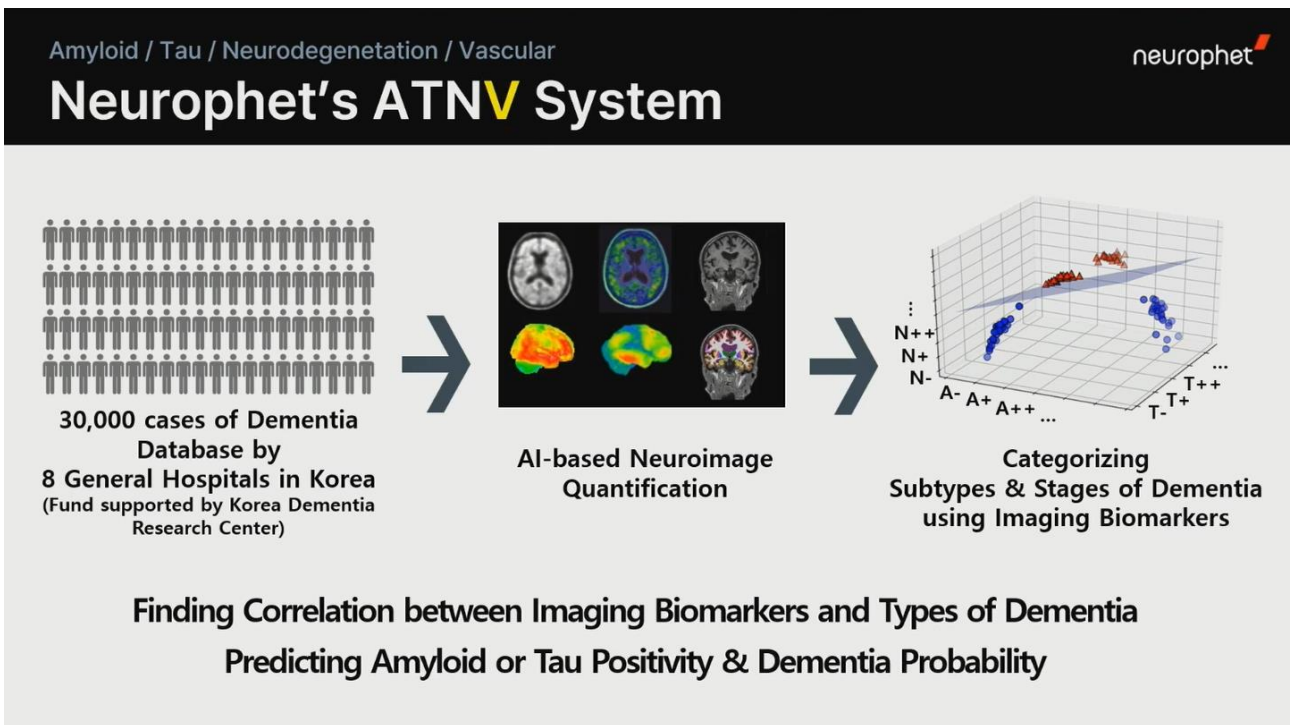 Amyloid / Tau / Neurodegenetation / Vascular
neurophet
Neurophet's ATNV System
30,000 cases of Dementia
Database by
8 General Hospitals in Korea
(Fund supported by Korea Dementia
Research Center)
AI-based Neuroimage
Quantification
⋮
N++
N+
N-
A-
A+
A++
...
T-
T+
T++
...
Categorizing
Subtypes & Stages of Dementia
using Imaging Biomarkers
Finding Correlation between Imaging Biomarkers and Types of Dementia
Predicting Amyloid or Tau Positivity & Dementia Probability